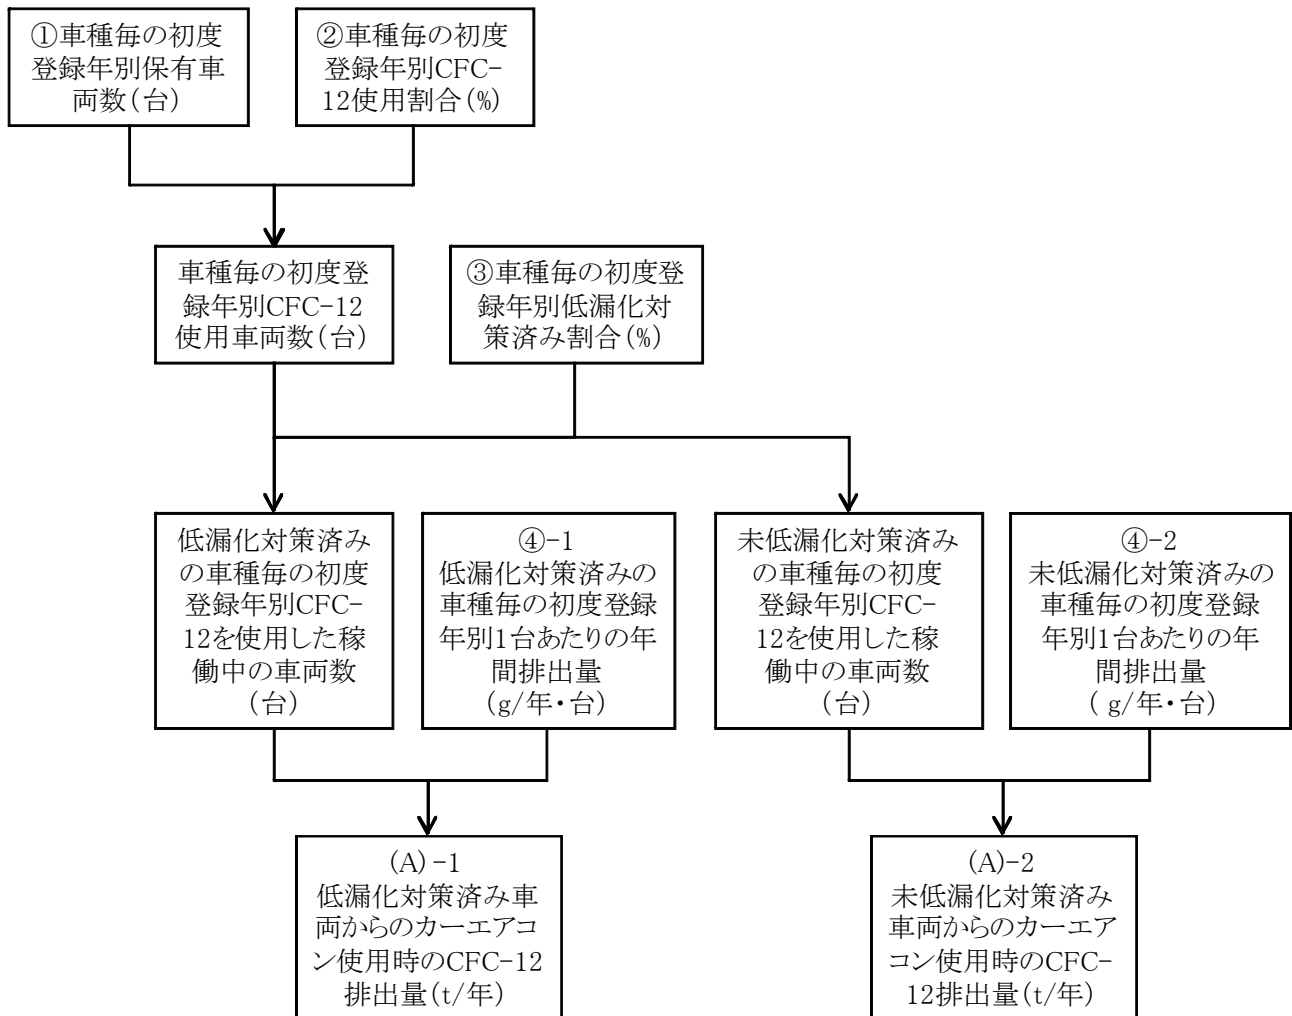 ①車種毎の初度
登録年別保有車
両数(台)
②車種毎の初度
登録年別CFC-
12使用割合(%)
車種毎の初度登
録年別CFC-12
使用車両数(台)
③車種毎の初度登
録年別低漏化対
策済み割合(%)
低漏化対策済み
の車種毎の初度
登録年別CFC-
12を使用した稼
働中の車両数
(台)
④-1
低漏化対策済みの
車種毎の初度登録
年別1台あたりの年
間排出量
(g/年・台)
未低漏化対策済み
の車種毎の初度
登録年別CFC-
12を使用した稼
働中の車両数
(台)
④-2
未低漏化対策済みの
車種毎の初度登録
年別1台あたりの年
間排出量
( g/年・台)
(A)-1
低漏化対策済み車
両からのカーエアコ
ン使用時のCFC-12
排出量(t/年)
(A)-2
未低漏化対策済み
車両からのカーエア
コン使用時のCFC-
12排出量(t/年)